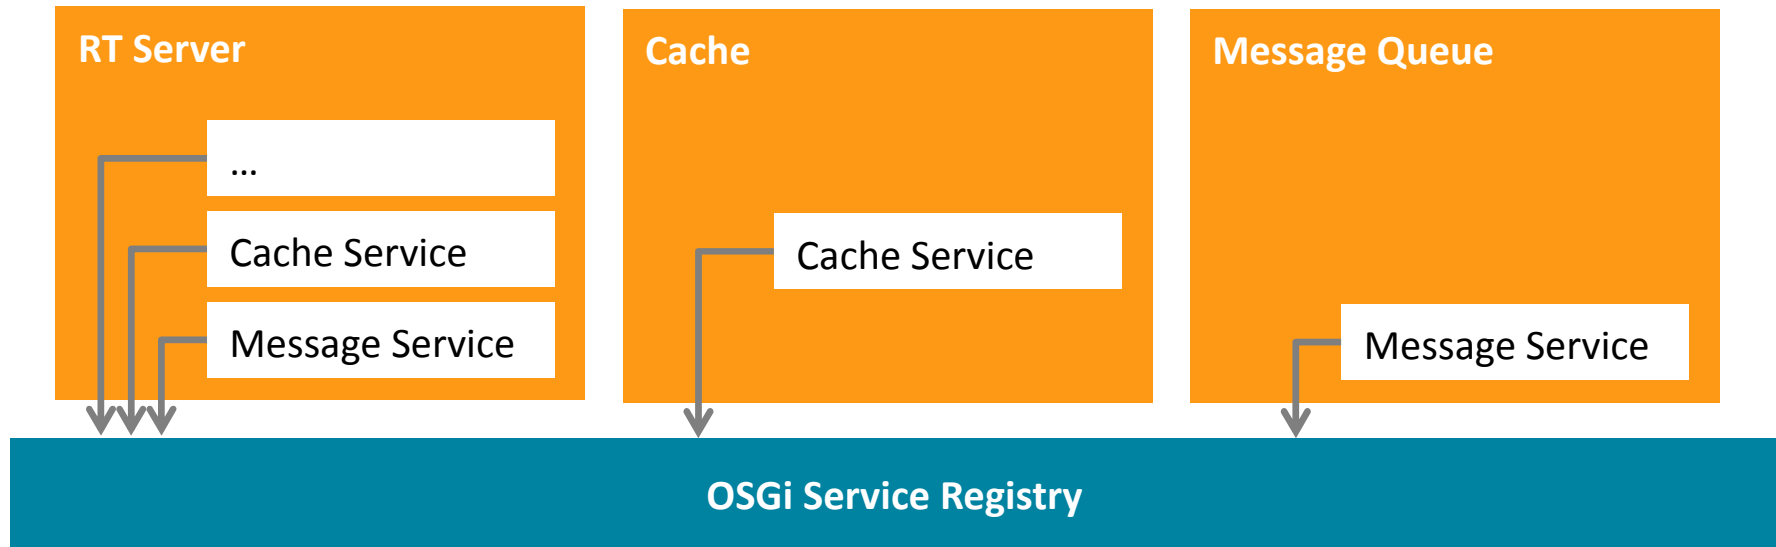 RT Server
...
Cache Service
Message Service
Cache
Cache Service
Message Queue
Message Service
OSGi Service Registry